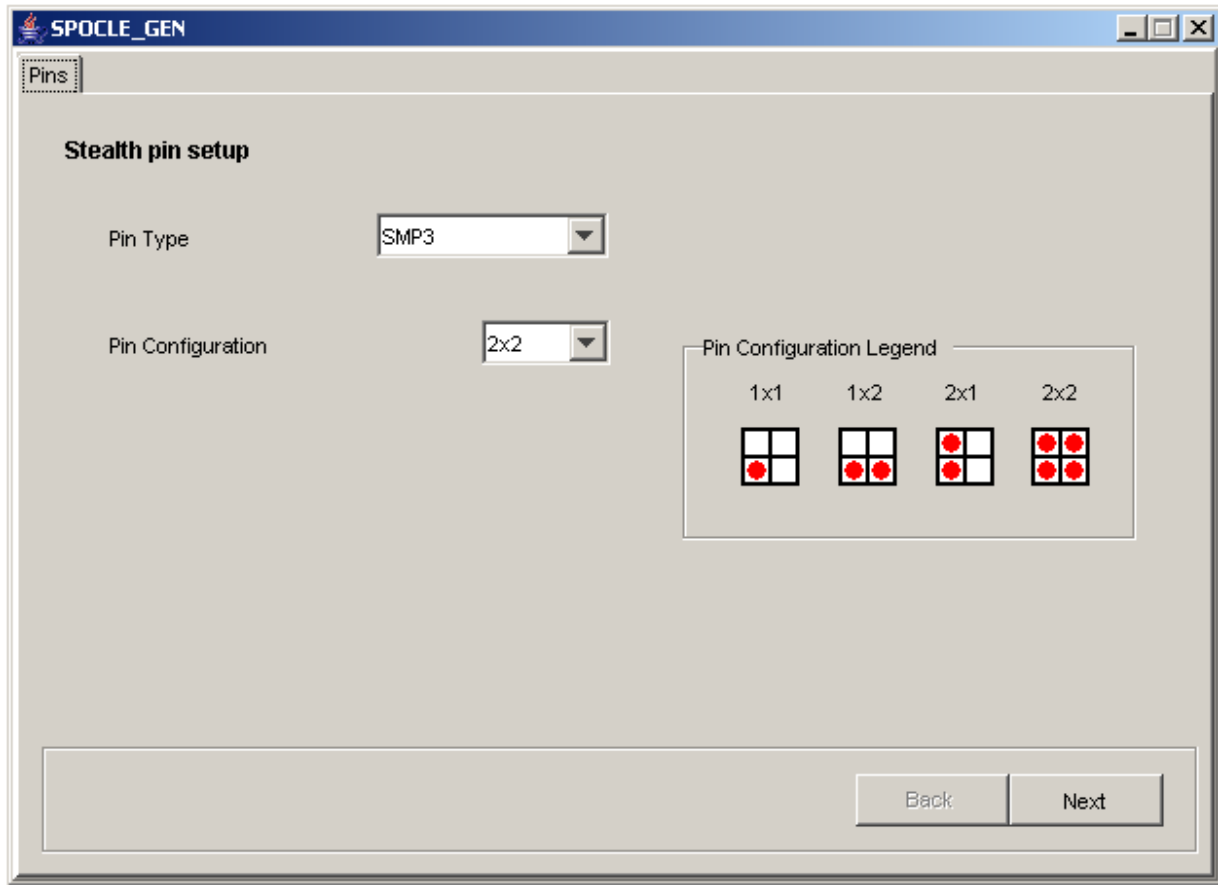 SPOCLE_GEN
Pins
Stealth pin setup
Pin Type
SMP3
Pin Configuration
2x2
Pin Configuration Legend
1x1 1x2 2x1 2x2
Back Next